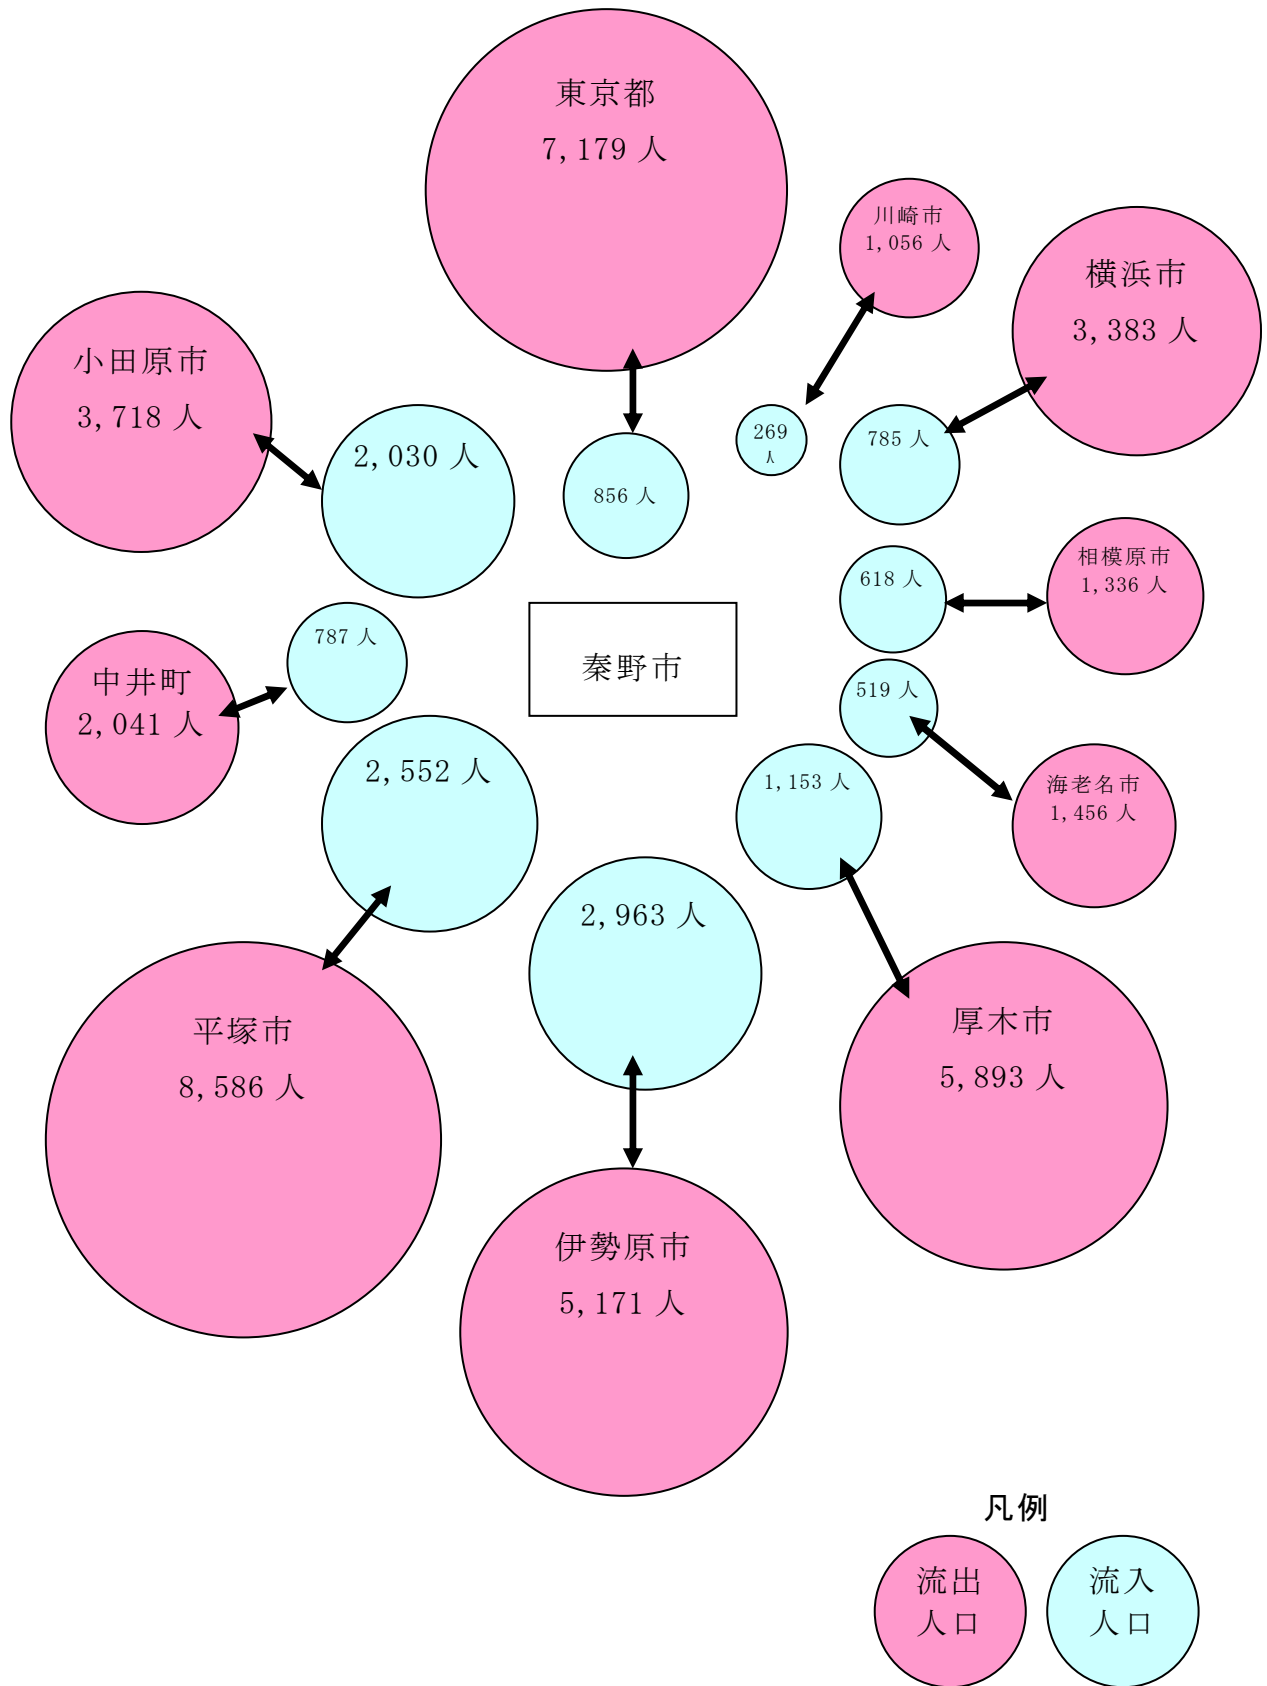 東京都
7,179 人
川崎市
1,056 人
横浜市
3,383 人
小田原市
3,718 人
2,030 人
856 人
269
人
785 人
618 人
相模原市
1,336 人
787 人
秦野市
中井町
2,041 人
519 人
海老名市
1,456 人
2,552 人
1,153 人
2,963 人
平塚市
8,586 人
厚木市
5,893 人
伊勢原市
5,171 人
凡例
流出
人口
流入
人口